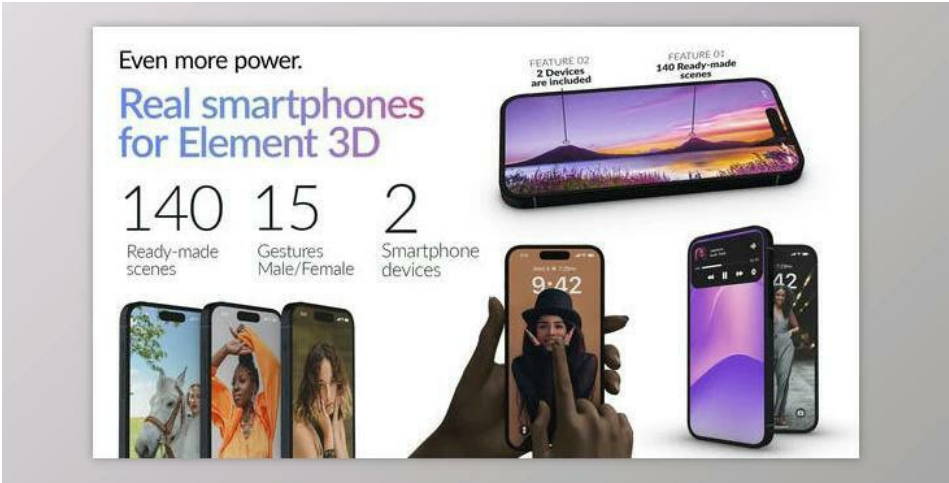 Even more power.
Real smartphones
for Element 3D
140
Ready-made
scenes
15
Gestures
Male/Female
2
Smartphone
devices
FEATURE 02
2 Devices
are included
FEATURE 01
140 Ready-made
scenes
9:42
42